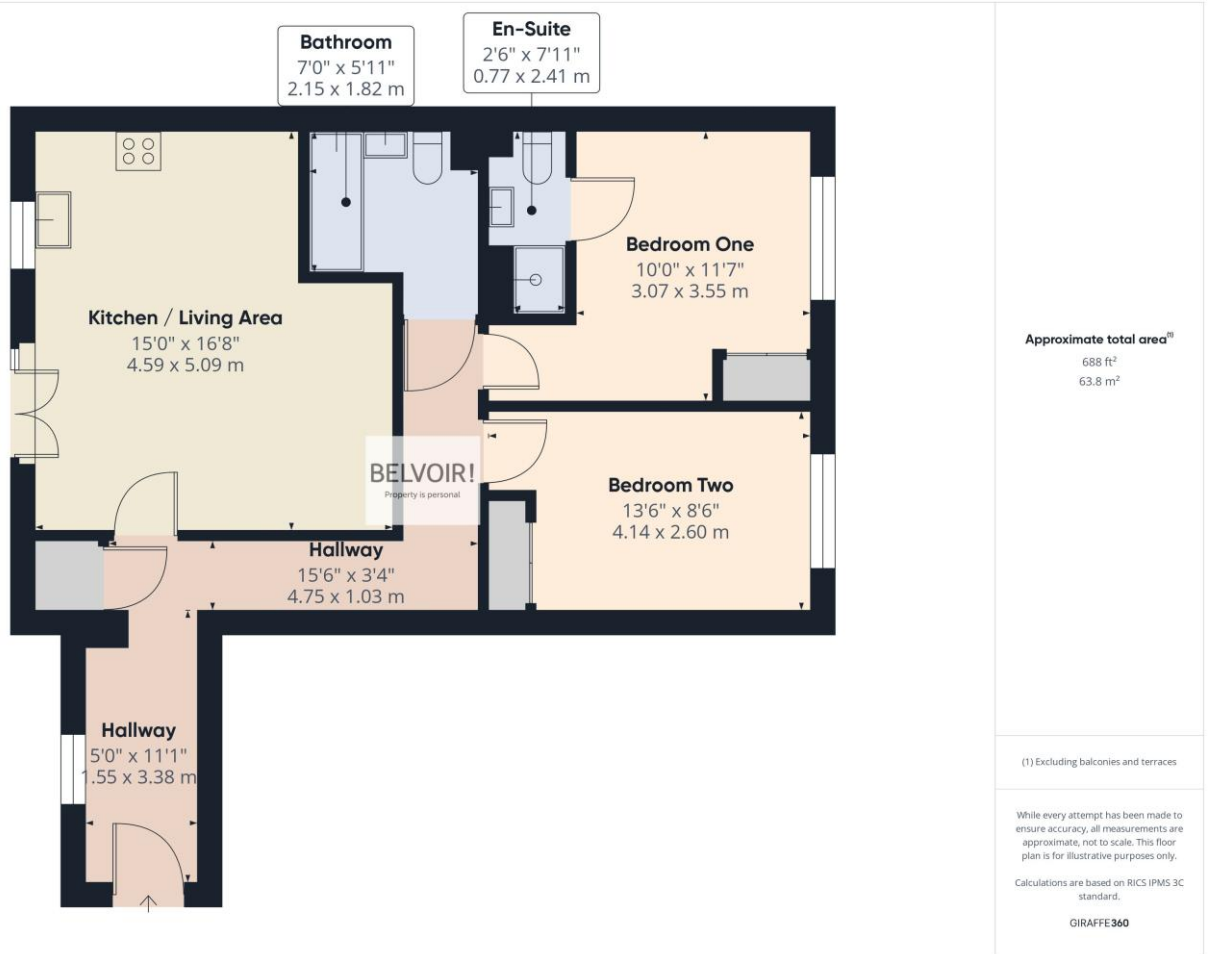 Bathroom
7'0" x 5'11"
2.15 x 1.82 m
En-Suite
2'6" x 7'11"
0.77 x 2.41 m
Bedroom One
10'0" x 11'7"
3.07 x 3.55 m
Kitchen / Living Area
15'0" x 16'8"
4.59 x 5.09 m
BELVOIR!
Property is personal
Bedroom Two
13'6" x 8'6"
4.14 x 2.60 m
Hallway
15'6" x 3'4"
4.75 x 1.03 m
Hallway
5'0" x 11'1"
1.55 x 3.38 m
Approximate total area⁽¹⁾
688 ft²
63.8 m²
(1) Excluding balconies and terraces
While every attempt has been made to
ensure accuracy, all measurements are
approximate, not to scale. This floor
plan is for illustrative purposes only.
Calculations are based on RICS IPMS 3C
standard.
GIRAFFE360